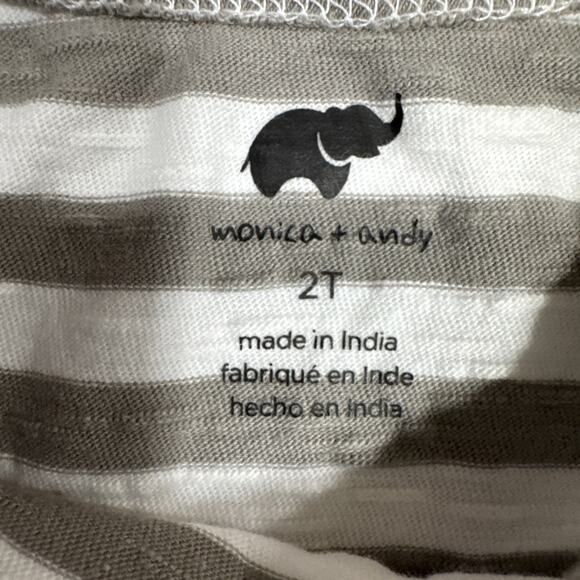 monica + andy
2T
made in India
fabriqué en Inde
hecho en India